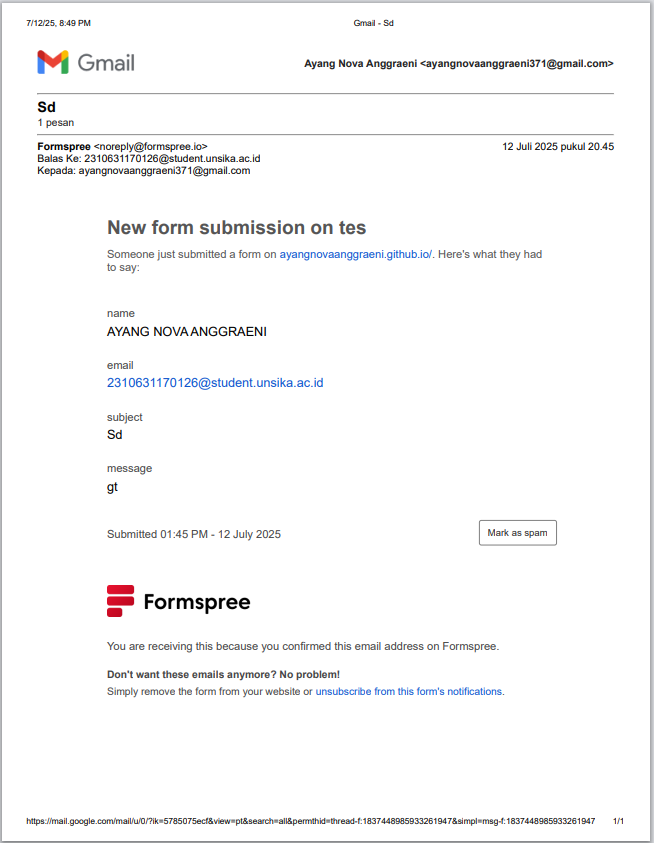 7/12/25, 8:49 PM Gmail - Sd
Gmail Ayang Nova Anggraeni <ayangnovaanggraeni371@gmail.com>
Sd
1 pesan
Formspree <noreply@formspree.io> 12 Juli 2025 pukul 20.45
Balas Ke: 2310631170126@student.unsika.ac.id
Kepada: ayangnovaanggraeni371@gmail.com
New form submission on tes
Someone just submitted a form on ayangnovaanggraeni.github.io/. Here's what they had
to say:
name
AYANG NOVA ANGGRAENI
email
2310631170126@student.unsika.ac.id
subject
Sd
message
gt
Submitted 01:45 PM - 12 July 2025 Mark as spam
Formspree
You are receiving this because you confirmed this email address on Formspree.
Don't want these emails anymore? No problem!
Simply remove the form from your website or unsubscribe from this form's notifications.
https://mail.google.com/mail/u/0/?ik=5785075ecf&view=pt&search=all&permthid=thread-f:1837448985933261947&simpl=msg-f:1837448985933261947 1/1